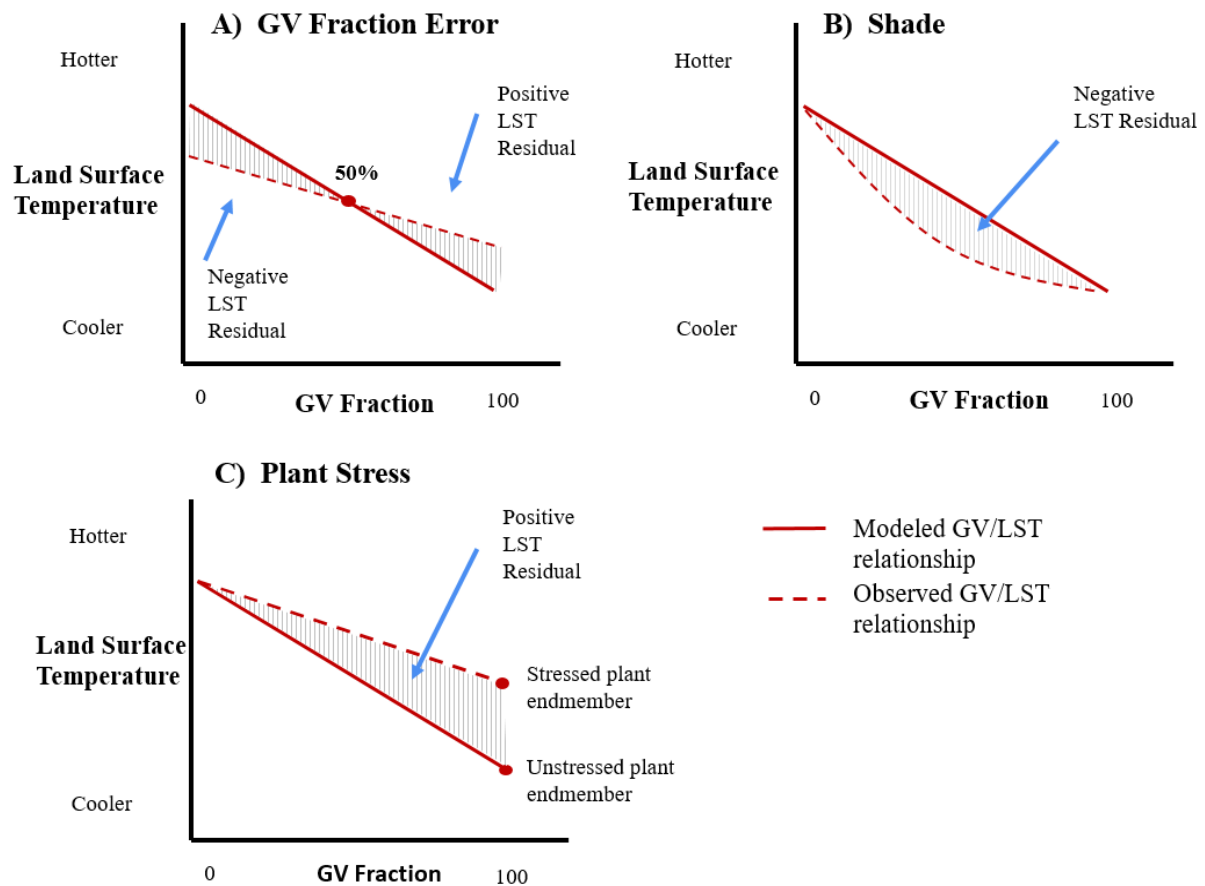 A) GV Fraction Error
Hotter
Positive
LST
Residual
50%
Land Surface
Temperature
Negative
LST
Residual
Cooler
0
GV Fraction
100
B) Shade
Hotter
Negative
LST Residual
Land Surface
Temperature
Cooler
0
GV Fraction
100
C) Plant Stress
Hotter
Positive
LST
Residual
Land Surface
Temperature
Stressed plant
endmember
Unstressed plant
endmember
Cooler
0
GV Fraction
100
Modeled GV/LST
relationship
Observed GV/LST
relationship